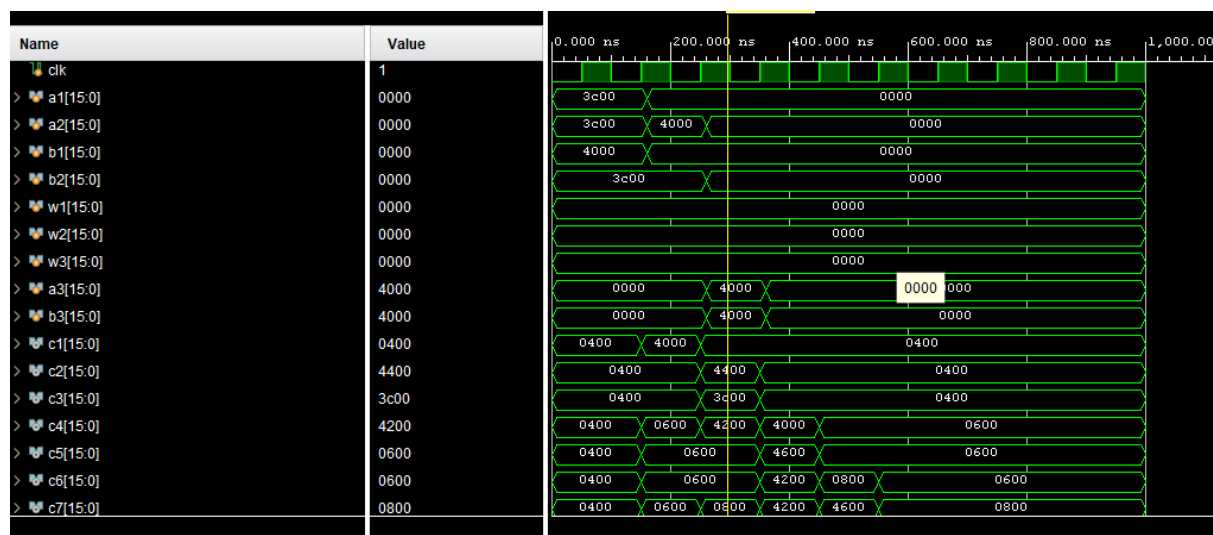 Name Value 0.000 ns 200.000 ns 400.000 ns 600.000 ns 800.000 ns 1,000.00
clk 1
> a1[15:0] 0000 3c00 0000
> a2[15:0] 0000 3c00 4000 0000
> b1[15:0] 0000 4000 0000
> b2[15:0] 0000 3c00 0000
> w1[15:0] 0000 0000
> w2[15:0] 0000 0000
> w3[15:0] 0000 0000
> a3[15:0] 4000 0000 4000 0000 000
> b3[15:0] 4000 0000 4000 0000
> c1[15:0] 0400 0400 4000 0400
> c2[15:0] 4400 0400 4400 0400
> c3[15:0] 3c00 0400 3c00 0400
> c4[15:0] 4200 0400 0600 4200 4000 0600
> c5[15:0] 0600 0400 0600 4600 0600
> c6[15:0] 0600 0400 0600 4200 0800 0600
> c7[15:0] 0800 0400 0600 0800 4200 4600 0800